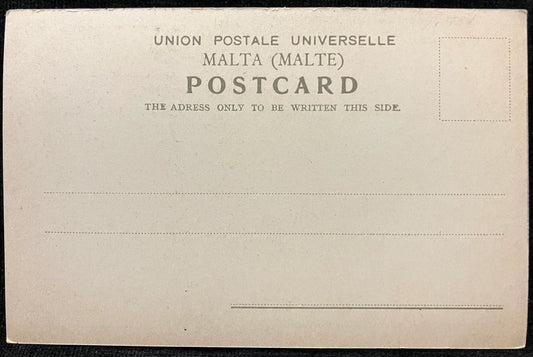 UNION POSTALE UNIVERSELLE
MALTA (MALTE)
POSTCARD
THE ADRESS ONLY TO BE WRITTEN THIS SIDE.